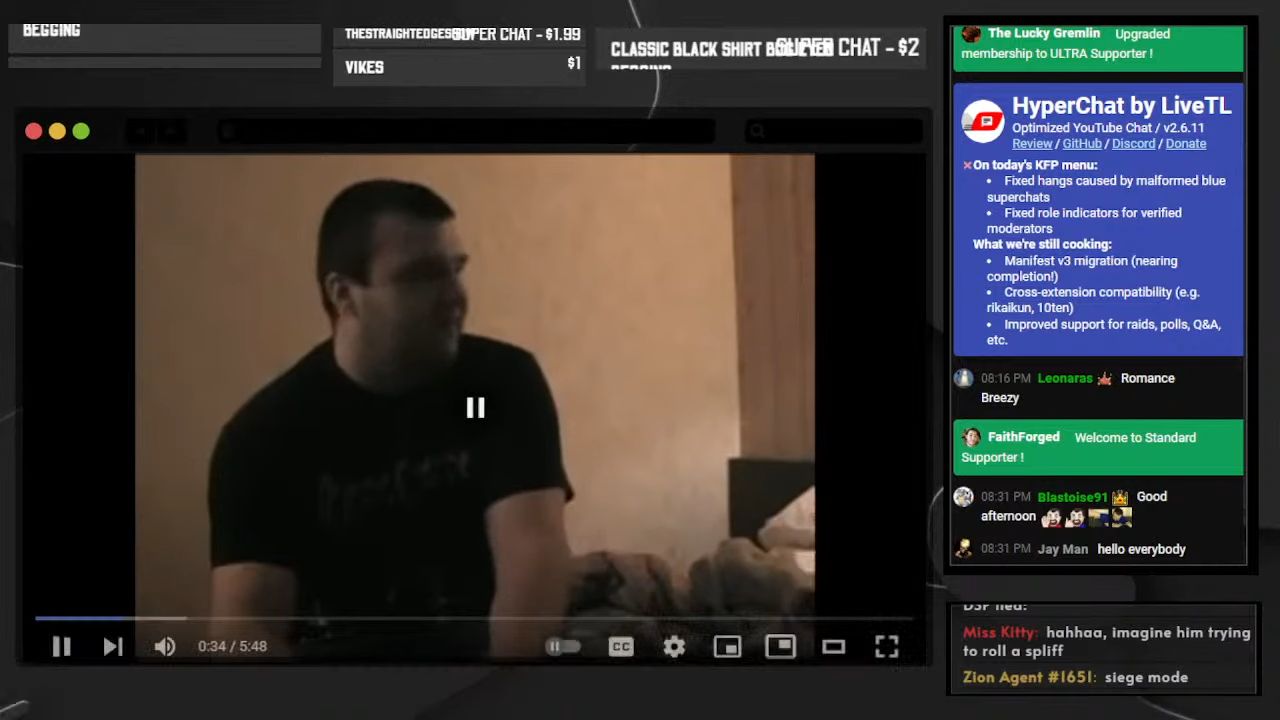 BEGGING
SUPER CHAT - $1.99
VIKES
$1
CLASSIC BLACK SHIRT
SUPER CHAT - $2
0:34 / 5:48
CC
The Lucky Gremlin Upgraded
membership to ULTRA Supporter !
HyperChat by LiveTL
Optimized YouTube Chat / v2.6.11
Review / GitHub / Discord / Donate
On today's KFP menu:
• Fixed hangs caused by malformed blue
superchats
• Fixed role indicators for verified
moderators
What we're still cooking:
• Manifest v3 migration (nearing
completion!)
• Cross-extension compatibility (e.g.
rikaikun, 10ten)
• Improved support for raids, polls, Q&A,
etc.
08:16 PM Leonaras Romance
Breezy
FaithForged Welcome to Standard
Supporter !
08:31 PM Blastoise91 Good
afternoon
08:31 PM Jay Man hello everybody
Miss Kitty: hahhaa, imagine him trying
to roll a spliff
Zion Agent #1651: siege mode